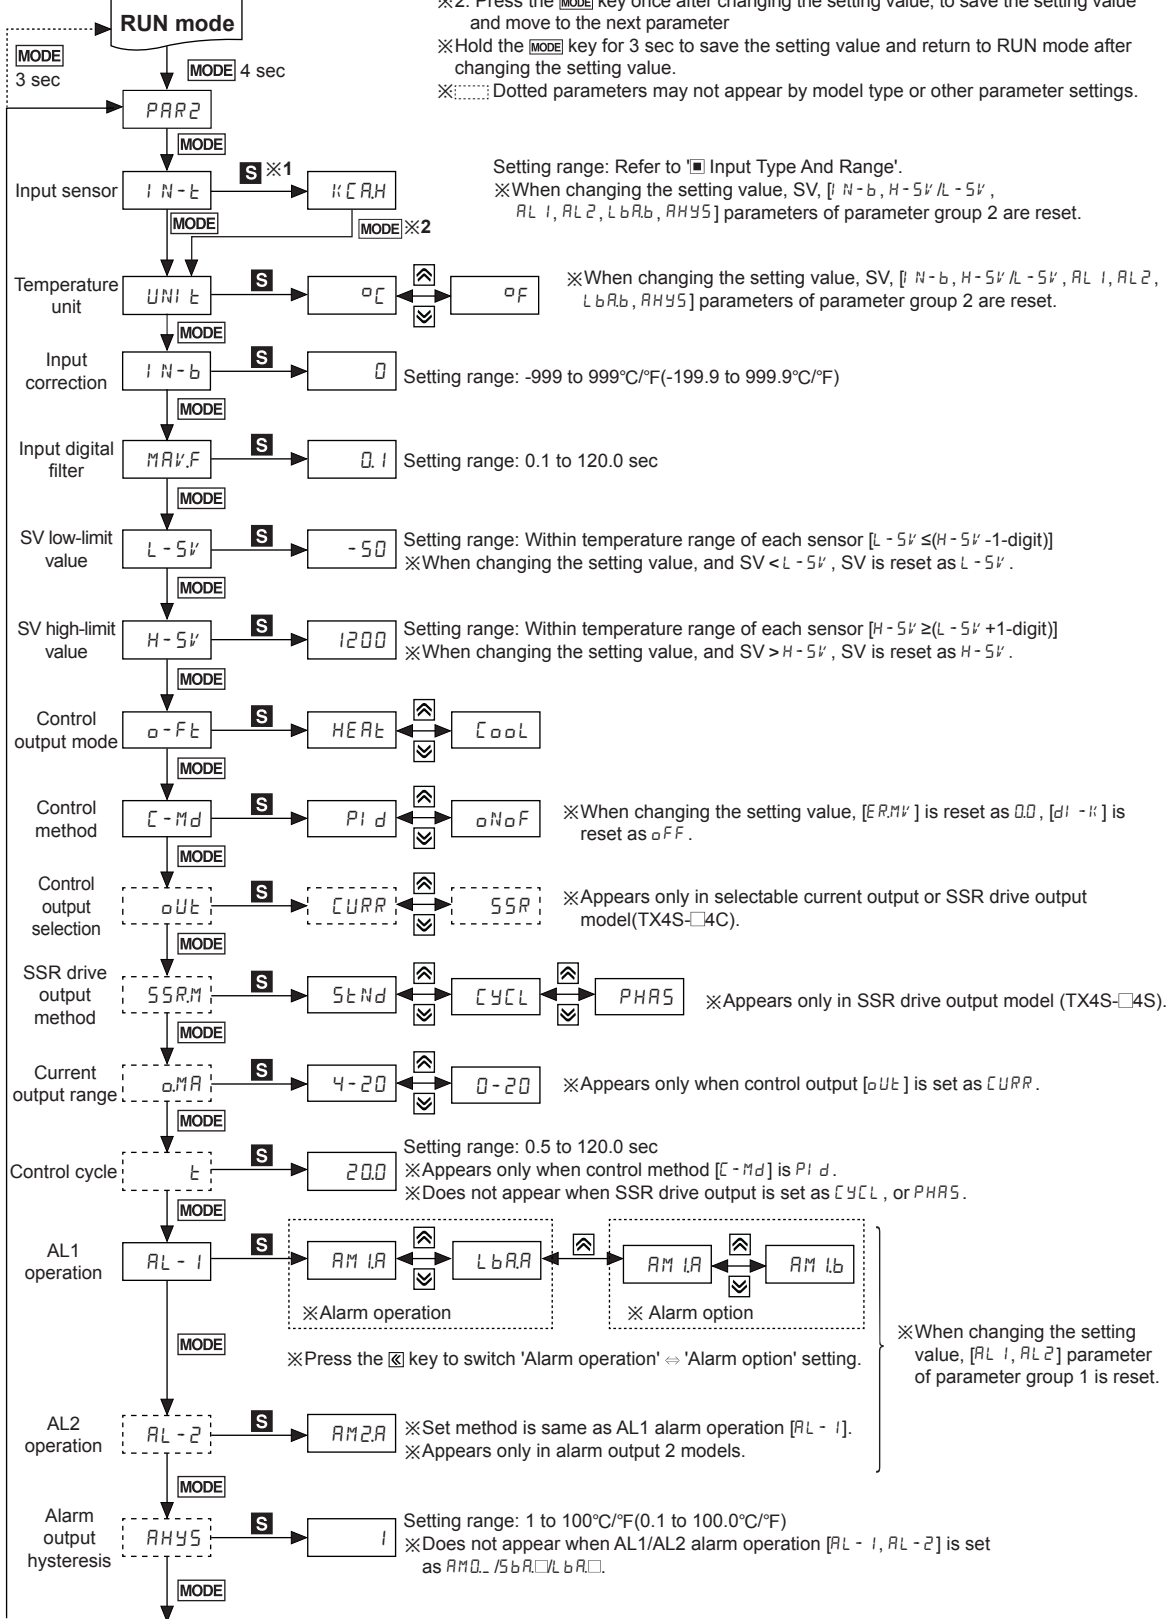 ※2: Press the MODE key once after changing the setting value, to save the setting value
and move to the next parameter
※Hold the MODE key for 3 sec to save the setting value and return to RUN mode after
changing the setting value.
※ Dotted parameters may not appear by model type or other parameter settings.
RUN mode
MODE
3 sec
MODE 4 sec
PAR2
MODE
Input sensor
IN-t
S ※1
KCA.H
Setting range: Refer to '▣ Input Type And Range'.
※When changing the setting value, SV, [IN-b, H-SV/L-SV,
AL1, AL2, LbA.b, AHYS] parameters of parameter group 2 are reset.
MODE
MODE ※2
Temperature
unit
UNIt
S
°C
°F
※When changing the setting value, SV, [IN-b, H-SV/L-SV, AL1, AL2,
LbA.b, AHYS] parameters of parameter group 2 are reset.
MODE
Input
correction
IN-b
S
0
Setting range: -999 to 999℃/℉(-199.9 to 999.9℃/℉)
MODE
Input digital
filter
MAV.F
S
0.1
Setting range: 0.1 to 120.0 sec
MODE
SV low-limit
value
L-SV
S
-50
Setting range: Within temperature range of each sensor [L-SV ≤(H-SV -1-digit)]
※When changing the setting value, and SV < L-SV, SV is reset as L-SV.
MODE
SV high-limit
value
H-SV
S
1200
Setting range: Within temperature range of each sensor [H-SV ≥(L-SV +1-digit)]
※When changing the setting value, and SV > H-SV, SV is reset as H-SV.
MODE
Control
output mode
o-Ft
S
HEAt
CooL
MODE
Control
method
C-Md
S
PId
oNoF
※When changing the setting value, [ER.MV] is reset as 0.0, [dI-K] is
reset as oFF.
MODE
Control
output
selection
oUt
S
CURR
SSR
※Appears only in selectable current output or SSR drive output
model(TX4S-□4C).
MODE
SSR drive
output
method
SSR.M
S
StNd
CYCL
PHAS
※Appears only in SSR drive output model (TX4S-□4S).
MODE
Current
output range
o.MA
S
4-20
0-20
※Appears only when control output [oUt] is set as CURR.
MODE
Control cycle
t
S
20.0
Setting range: 0.5 to 120.0 sec
※Appears only when control method [C-Md] is PId.
※Does not appear when SSR drive output is set as CYCL, or PHAS.
MODE
AL1
operation
AL-1
S
AM1.A
LbA.A
AM1.A
AM1.b
※Alarm operation
※ Alarm option
※Press the ≪ key to switch 'Alarm operation' ⇔ 'Alarm option' setting.
MODE
※When changing the setting
value, [AL1, AL2] parameter
of parameter group 1 is reset.
AL2
operation
AL-2
S
AM2.A
※Set method is same as AL1 alarm operation [AL-1].
※Appears only in alarm output 2 models.
MODE
Alarm
output
hysteresis
AHYS
S
1
Setting range: 1 to 100℃/℉(0.1 to 100.0℃/℉)
※Does not appear when AL1/AL2 alarm operation [AL-1, AL-2] is set
as AM0._ /SbA.□/LbA.□.
MODE